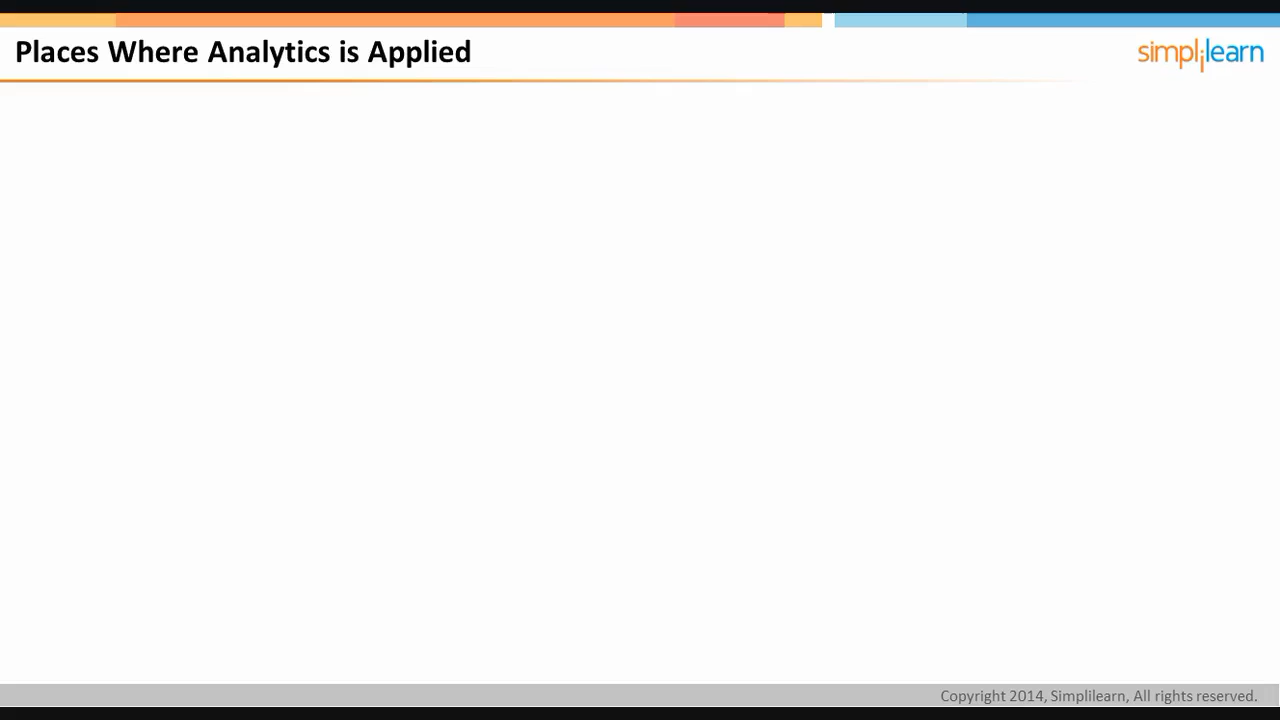 Places Where Analytics is Applied
simplilearn
Copyright 2014, Simplilearn, All rights reserved.